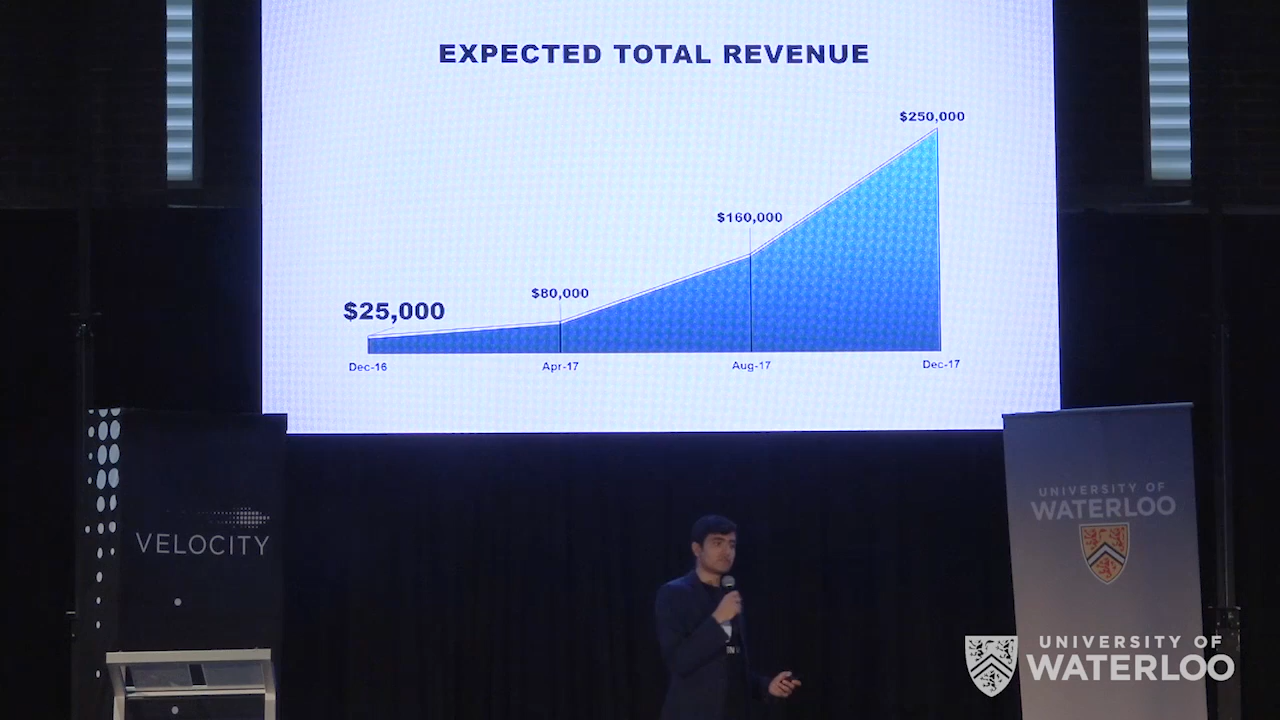 EXPECTED TOTAL REVENUE
$250,000
$160,000
$80,000
$25,000
Dec-16
Apr-17
Aug-17
Dec-17
VELOCITY
UNIVERSITY OF
WATERLOO
UNIVERSITY OF
WATERLOO